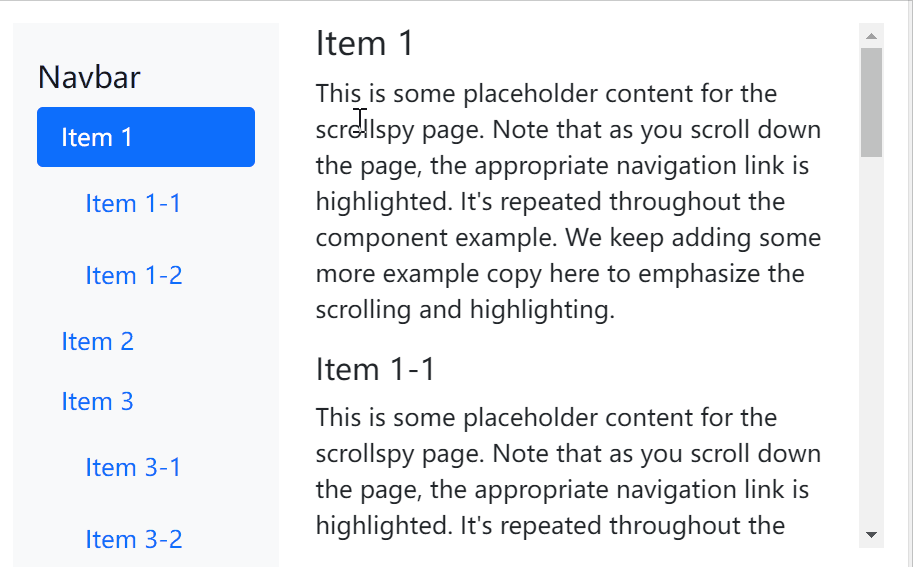 Navbar
Item 1
Item 1-1
Item 1-2
Item 2
Item 3
Item 3-1
Item 3-2
Item 1
This is some placeholder content for the
scrollspy page. Note that as you scroll down
the page, the appropriate navigation link is
highlighted. It's repeated throughout the
component example. We keep adding some
more example copy here to emphasize the
scrolling and highlighting.
Item 1-1
This is some placeholder content for the
scrollspy page. Note that as you scroll down
the page, the appropriate navigation link is
highlighted. It's repeated throughout the